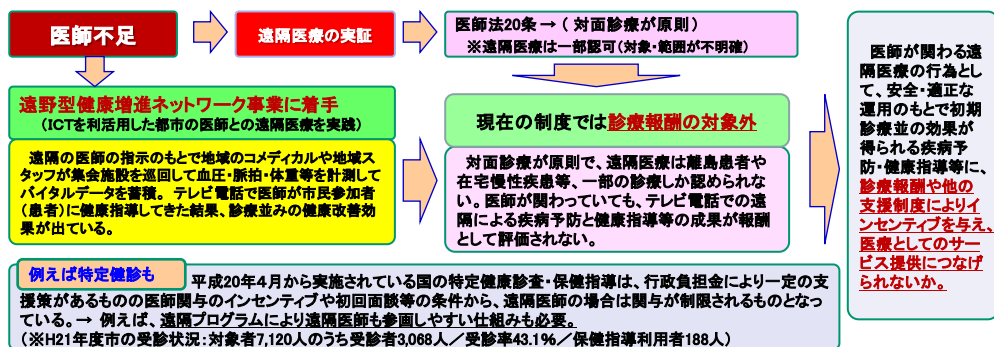 医師不足
遠隔医療の実証
医師法20条 → ( 対面診療が原則)
※遠隔医療は一部認可(対象・範囲が不明確)
遠野型健康増進ネットワーク事業に着手
(ICTを利活用した都市の医師との遠隔医療を実践)
遠隔の医師の指示のもとで地域のコメディカルや地域ス
タッフが集会施設を巡回して血圧・脈拍・体重等を計測して
バイタルデータを蓄積。 テレビ電話で医師が市民参加者
(患者)に健康指導してきた結果、診療並みの健康改善効
果が出ている。
現在の制度では診療報酬の対象外
対面診療が原則で、遠隔医療は離島患者や
在宅慢性疾患等、一部の診療しか認められな
い。医師が関わっていても、テレビ電話での遠
隔による疾病予防と健康指導等の成果が報酬
として評価されない。
医師が関わる遠
隔医療の行為とし
て、安全・適正な
運用のもとで初期
診療並の効果が
得られる疾病予
防・健康指導等に、
診療報酬や他の
支援制度によりイ
ンセンティブを与え、
医療としてのサー
ビス提供につなげ
られないか。
例えば特定健診も
平成20年4月から実施されている国の特定健康診査・保健指導は、行政負担金により一定の支
援策があるものの医師関与のインセンティブや初回面談等の条件から、遠隔医師の場合は関与が制限されるものとなっ
ている。→ 例えば、遠隔プログラムにより遠隔医師も参画しやすい仕組みも必要。
(※H21年度市の受診状況:対象者7,120人のうち受診者3,068人/受診率43.1%/保健指導利用者188人)